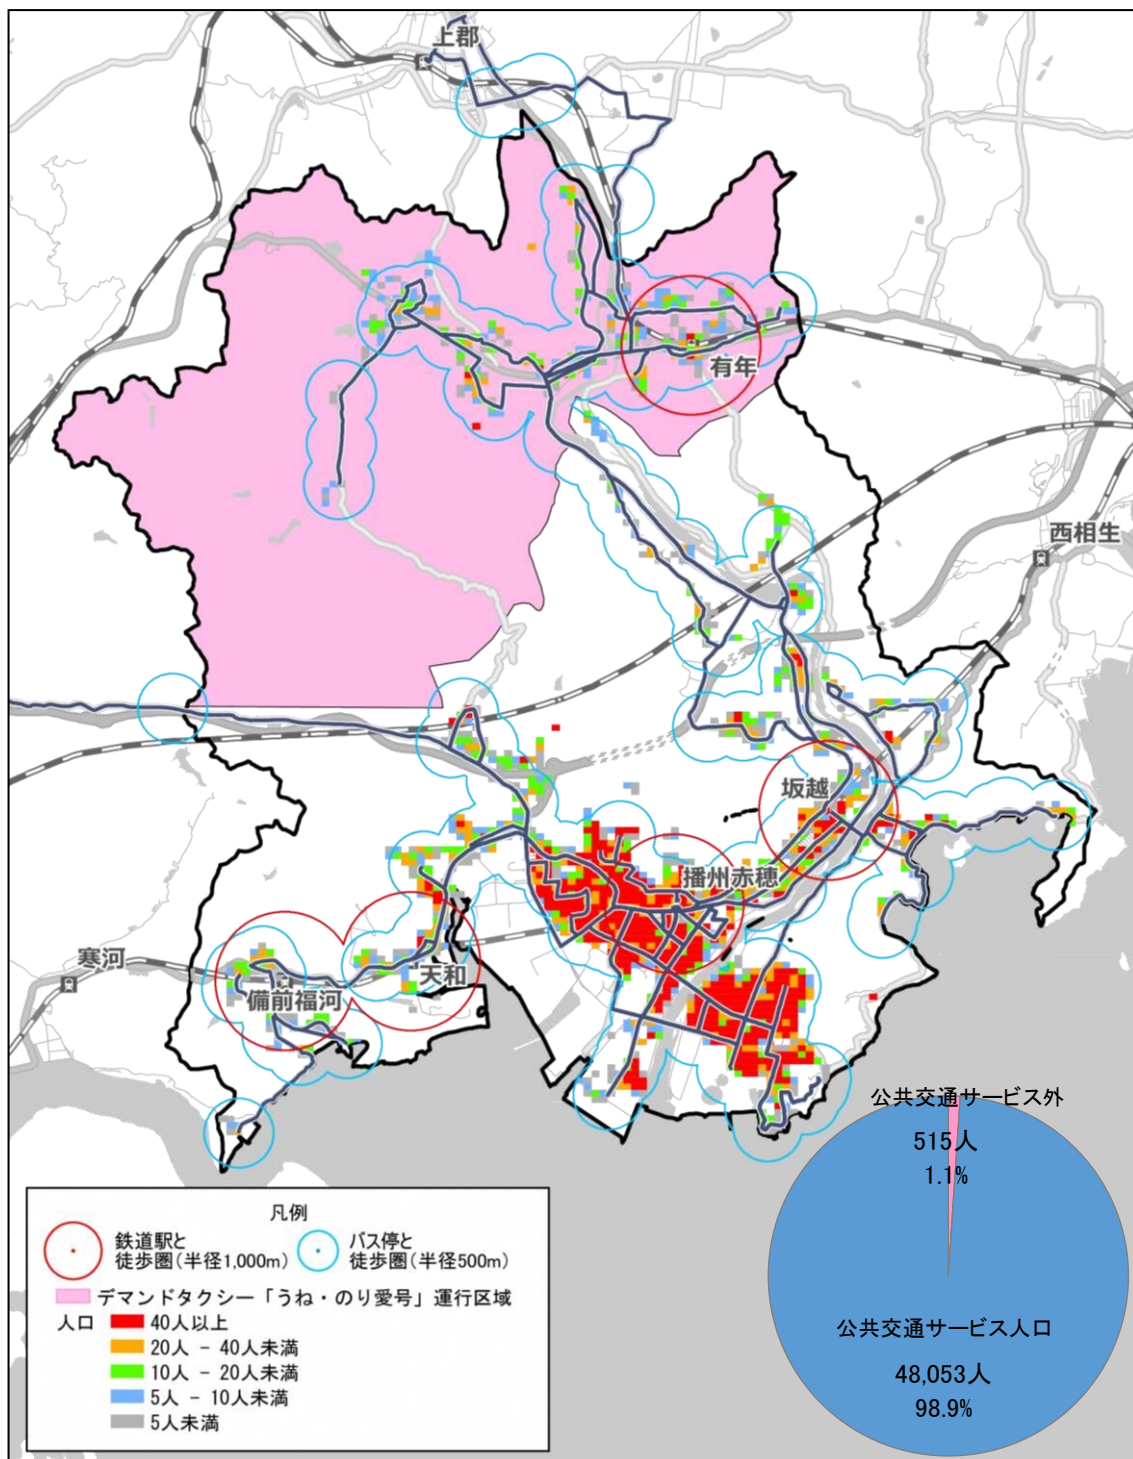 上郡
有年
西相生
坂越
播州赤穂
寒河
天和
備前福河
公共交通サービス外
515人
1.1%
公共交通サービス人口
48,053人
98.9%
凡例
鉄道駅と
徒歩圏(半径1,000m)
バス停と
徒歩圏(半径500m)
デマンドタクシー「うね・のり愛号」運行区域
人口
40人以上
20人 - 40人未満
10人 - 20人未満
5人 - 10人未満
5人未満